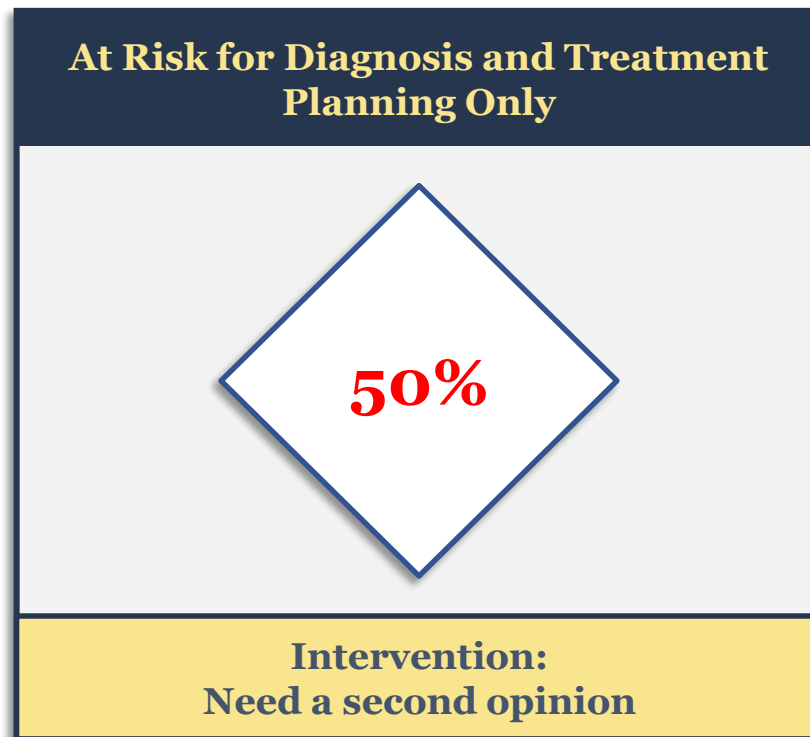 At Risk for Diagnosis and Treatment
Planning Only
50%
Intervention:
Need a second opinion